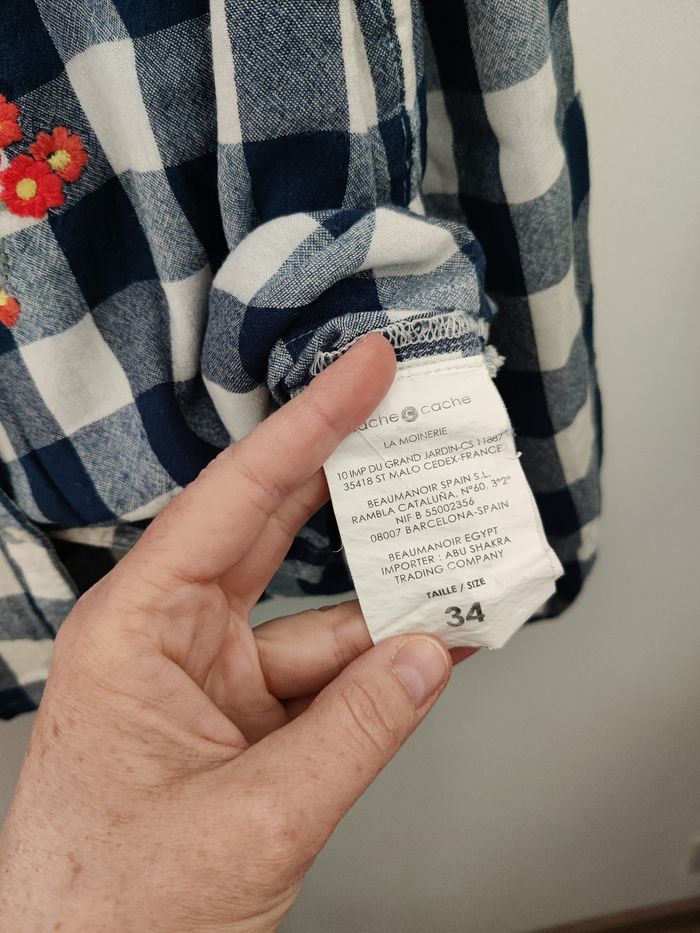 ache c cache
LA MOINERIE
10 IMP DU GRAND JARDIN-CS 11687
35418 ST MALO CEDEX-FRANCE
BEAUMANOIR SPAIN S.L.
RAMBLA CATALUÑA, Nº60, 3º2º
NIF B 55002356
08007 BARCELONA-SPAIN
BEAUMANOIR EGYPT
IMPORTER : ABU SHAKRA
TRADING COMPANY
TAILLE / SIZE
34